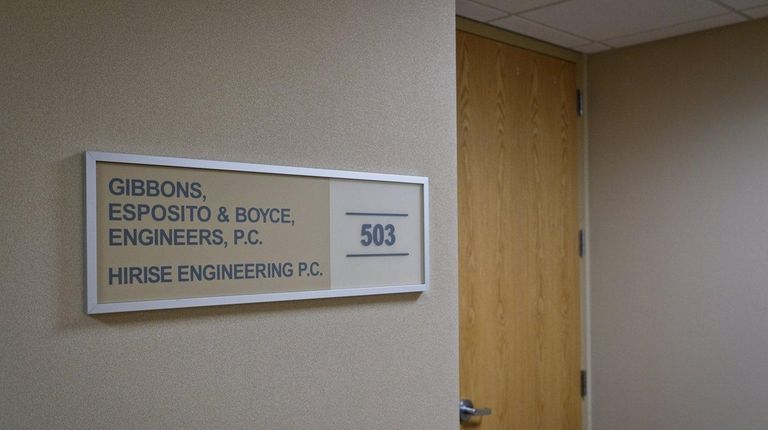 GIBBONS,
ESPOSITO & BOYCE,
ENGINEERS, P.C.
HIRISE ENGINEERING P.C.
503